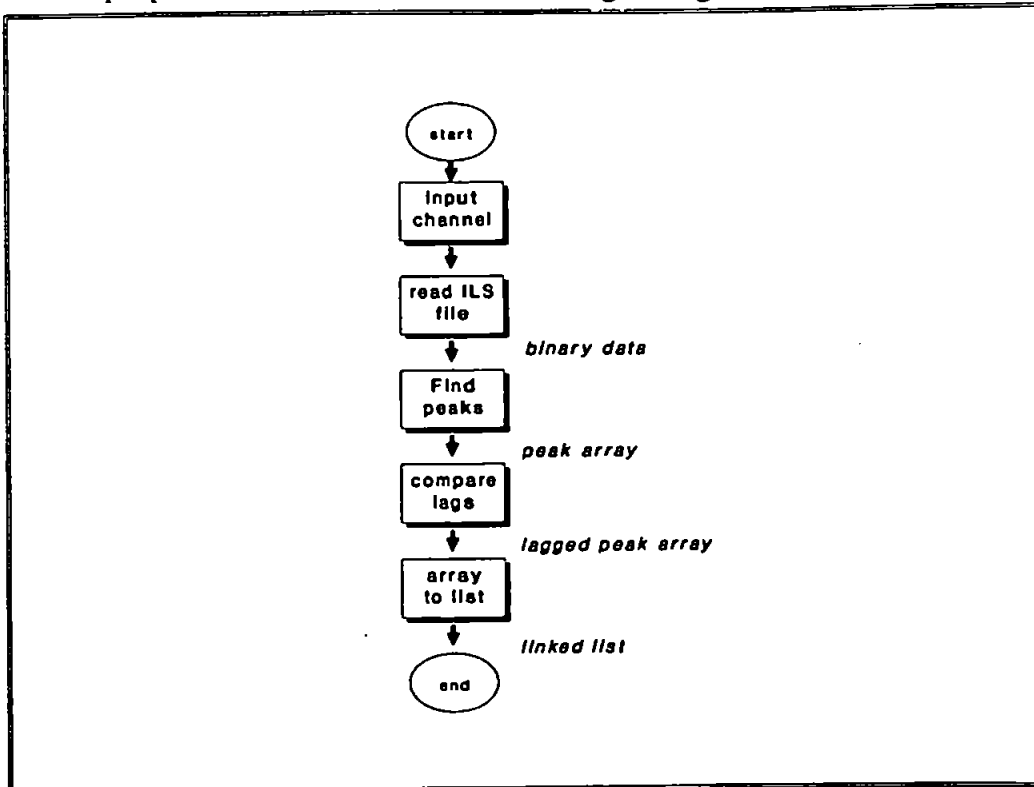 start
Input
channel
read ILS
file
binary data
Find
peaks
peak array
compare
lags
lagged peak array
array
to list
linked list
end